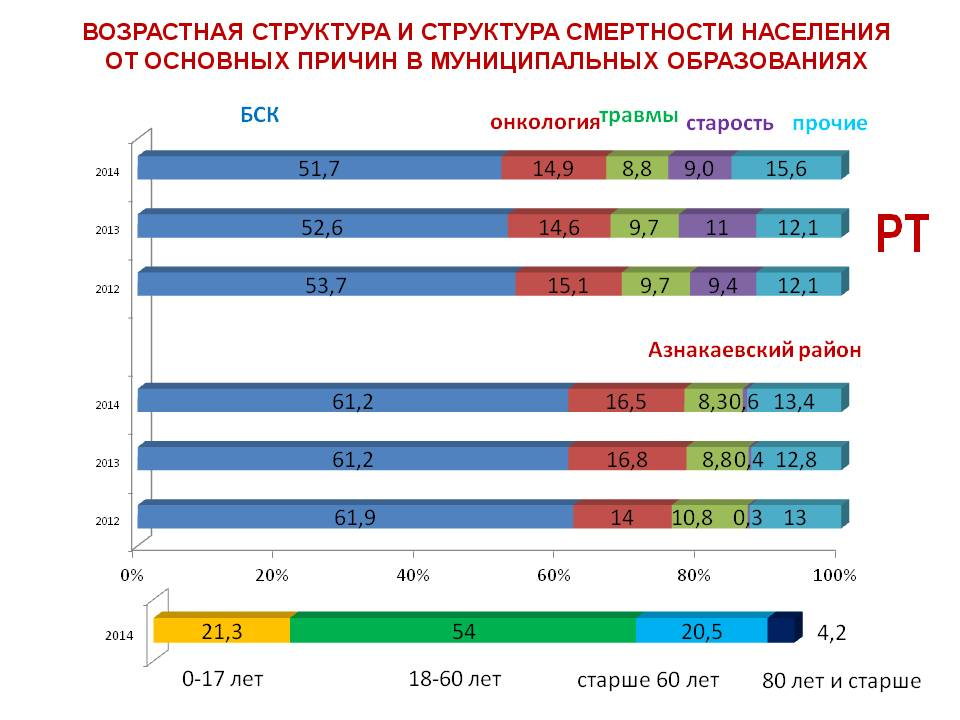 ВОЗРАСТНАЯ СТРУКТУРА И СТРУКТУРА СМЕРТНОСТИ НАСЕЛЕНИЯ
ОТ ОСНОВНЫХ ПРИЧИН В МУНИЦИПАЛЬНЫХ ОБРАЗОВАНИЯХ
БСК онкология травмы старость прочие
2014 51,7 14,9 8,8 9,0 15,6
2013 52,6 14,6 9,7 11 12,1
РТ
2012 53,7 15,1 9,7 9,4 12,1
Азнакаевский район
2014 61,2 16,5 8,3 0,6 13,4
2013 61,2 16,8 8,8 0,4 12,8
2012 61,9 14 10,8 0,3 13
0% 20% 40% 60% 80% 100%
2014 21,3 54 20,5 4,2
0-17 лет 18-60 лет старше 60 лет 80 лет и старше